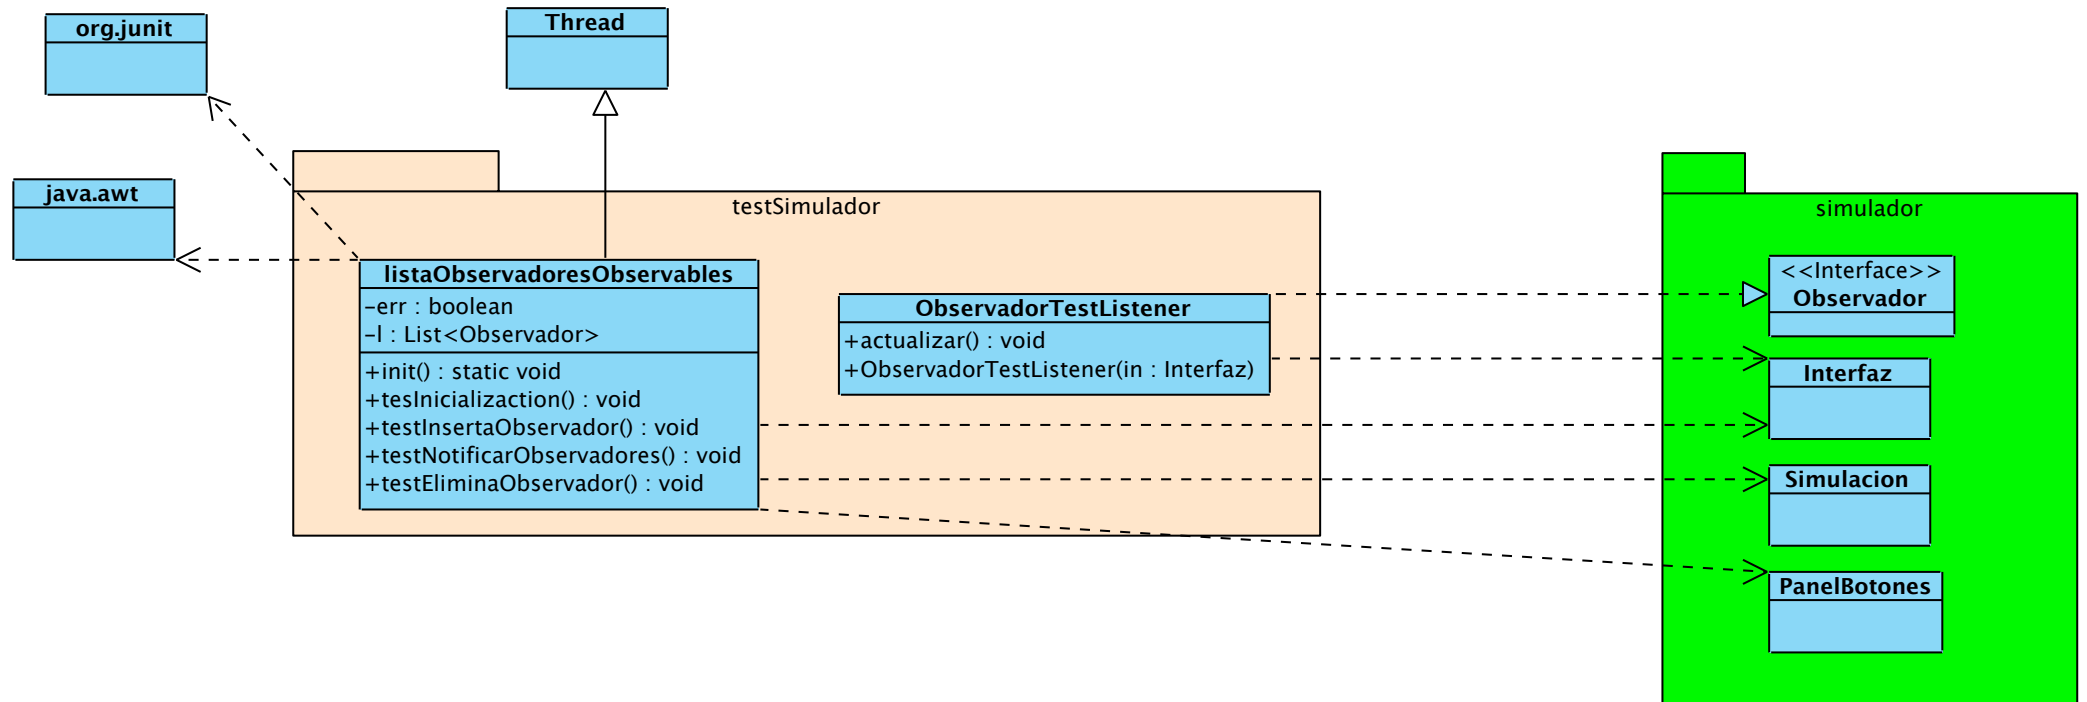 org.junit
Thread
java.awt
testSimulador
simulador
listaObservadoresObservables
-err : boolean
-l : List<Observador>
+init() : static void
+tesInicializaction() : void
+testInsertaObservador() : void
+testNotificarObservadores() : void
+testEliminaObservador() : void
ObservadorTestListener
+actualizar() : void
+ObservadorTestListener(in : Interfaz)
<<Interface>>
Observador
Interfaz
Simulacion
PanelBotones